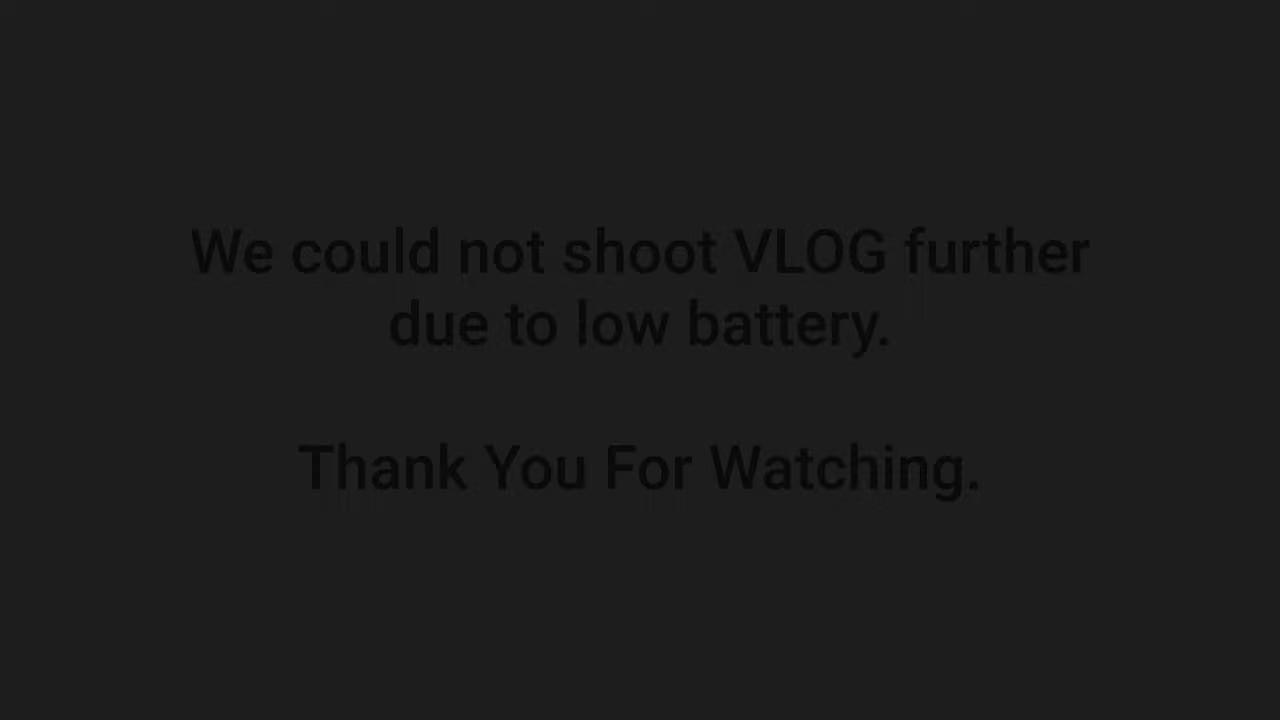 We could not shoot VLOG further
due to low battery.
Thank You For Watching.